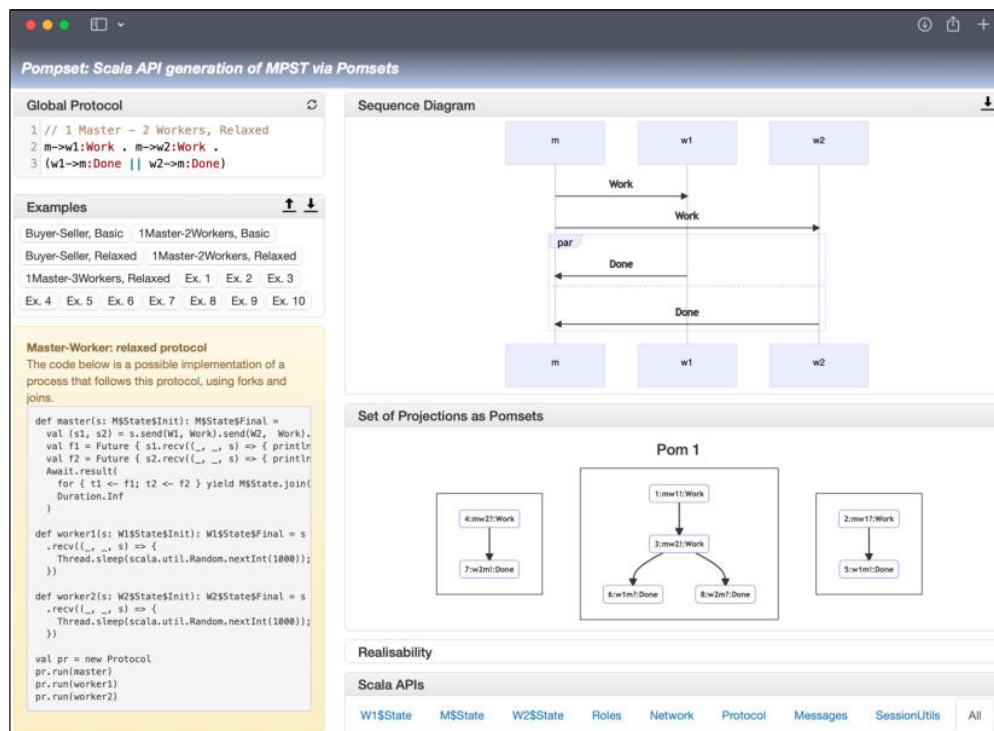 Pompset: Scala API generation of MPST via Pomsets
Global Protocol
1 // 1 Master – 2 Workers, Relaxed
2 m->w1:Work . m->w2:Work .
3 (w1->m:Done || w2->m:Done)
Examples
Buyer-Seller, Basic 1Master-2Workers, Basic
Buyer-Seller, Relaxed 1Master-2Workers, Relaxed
1Master-3Workers, Relaxed Ex. 1 Ex. 2 Ex. 3
Ex. 4 Ex. 5 Ex. 6 Ex. 7 Ex. 8 Ex. 9 Ex. 10
Master-Worker: relaxed protocol
The code below is a possible implementation of a
process that follows this protocol, using forks and
joins.
def master(s: M$State$Init): M$State$Final =
val (s1, s2) = s.send(W1, Work).send(W2, Work).
val f1 = Future { s1.recv((_, _, s) => { println
val f2 = Future { s2.recv((_, _, s) => { println
Await.result(
for { t1 <- f1; t2 <- f2 } yield M$State.join(
Duration.Inf
)
def worker1(s: W1$State$Init): W1$State$Final = s
.recv((_, _, s) => {
Thread.sleep(scala.util.Random.nextInt(1000));
})
def worker2(s: W2$State$Init): W2$State$Final = s
.recv((_, _, s) => {
Thread.sleep(scala.util.Random.nextInt(1000));
})
val pr = new Protocol
pr.run(master)
pr.run(worker1)
pr.run(worker2)
Sequence Diagram
m w1 w2
Work
Work
par
Done
Done
m w1 w2
Set of Projections as Pomsets
Pom 1
4:mw2?:Work
7:w2m!:Done
1:mw1!:Work
3:mw2!:Work
6:w1m?:Done 8:w2m?:Done
2:mw1?:Work
5:w1m!:Done
Realisability
Scala APIs
W1$State M$State W2$State Roles Network Protocol Messages SessionUtils All